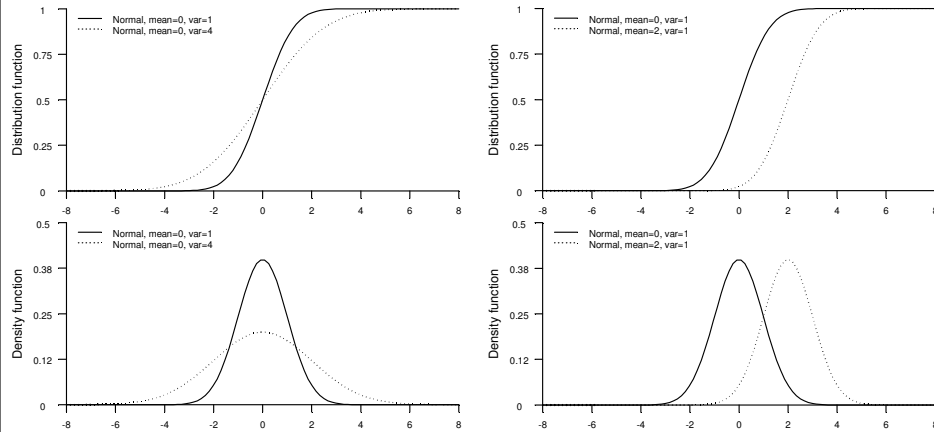 Distribution function
1
0.75
0.5
0.25
0
Normal, mean=0, var=1
Normal, mean=0, var=4
-8 -6 -4 -2 0 2 4 6 8
Distribution function
1
0.75
0.5
0.25
0
Normal, mean=0, var=1
Normal, mean=2, var=1
-8 -6 -4 -2 0 2 4 6 8
Density function
0.5
0.38
0.25
0.12
0
Normal, mean=0, var=1
Normal, mean=0, var=4
-8 -6 -4 -2 0 2 4 6 8
Density function
0.5
0.38
0.25
0.12
0
Normal, mean=0, var=1
Normal, mean=2, var=1
-8 -6 -4 -2 0 2 4 6 8